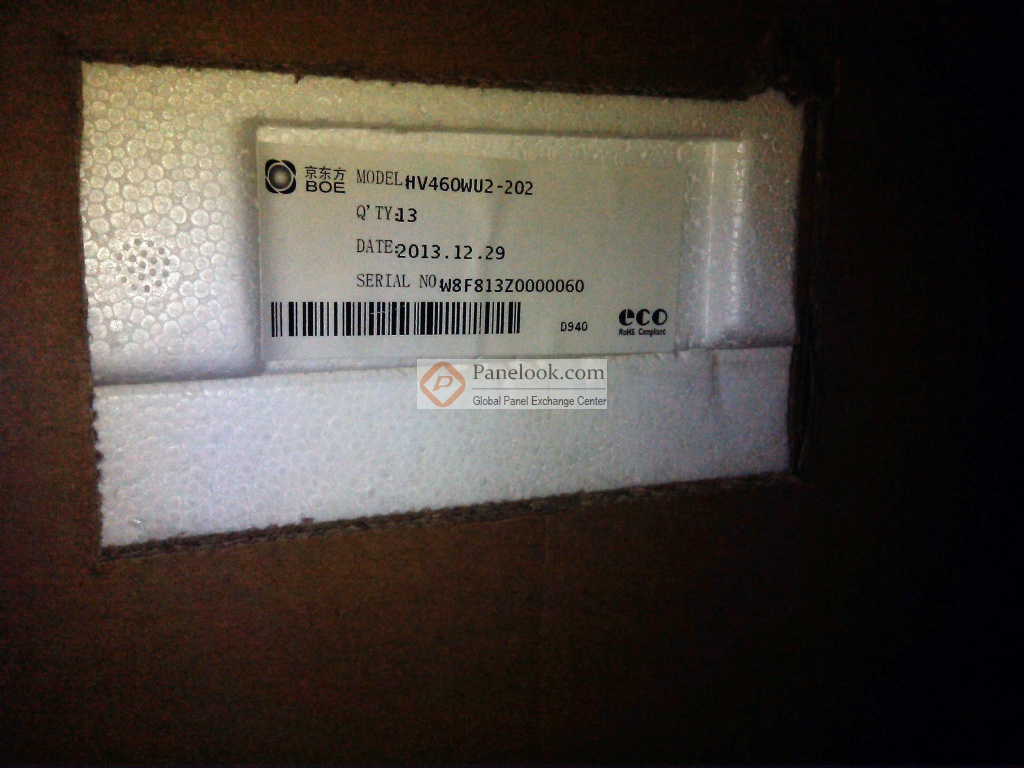 京东方
BOE
MODEL:HV460WU2-202
Q'TY:13
DATE:2013.12.29
SERIAL NO:W8F813Z0000060
D940
eco
RoHS Compliant
Panelook.com
Global Panel Exchange Center